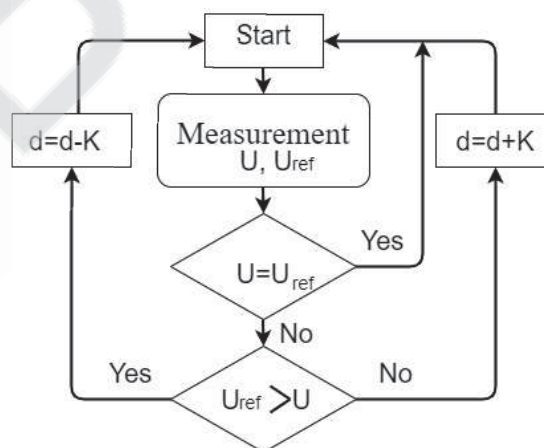 Start
Measurement
U, Uref
d=d-K
d=d+K
Yes
U=Uref
No
Yes
No
Uref >U